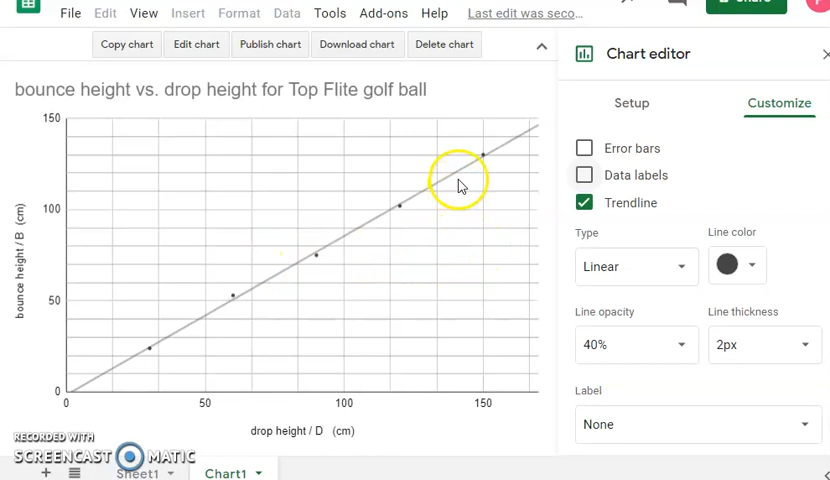 File Edit View Insert Format Data Tools Add-ons Help Last edit was seco...
Copy chart Edit chart Publish chart Download chart Delete chart
Chart editor
Setup Customize
bounce height vs. drop height for Top Flite golf ball
150
100
50
0
bounce height / B (cm)
0 50 100 150
drop height / D (cm)
Error bars
Data labels
Trendline
Type Line color
Linear
Line opacity Line thickness
40% 2px
Label
None
RECORDED WITH
SCREENCAST MATIC
Sheet1 Chart1